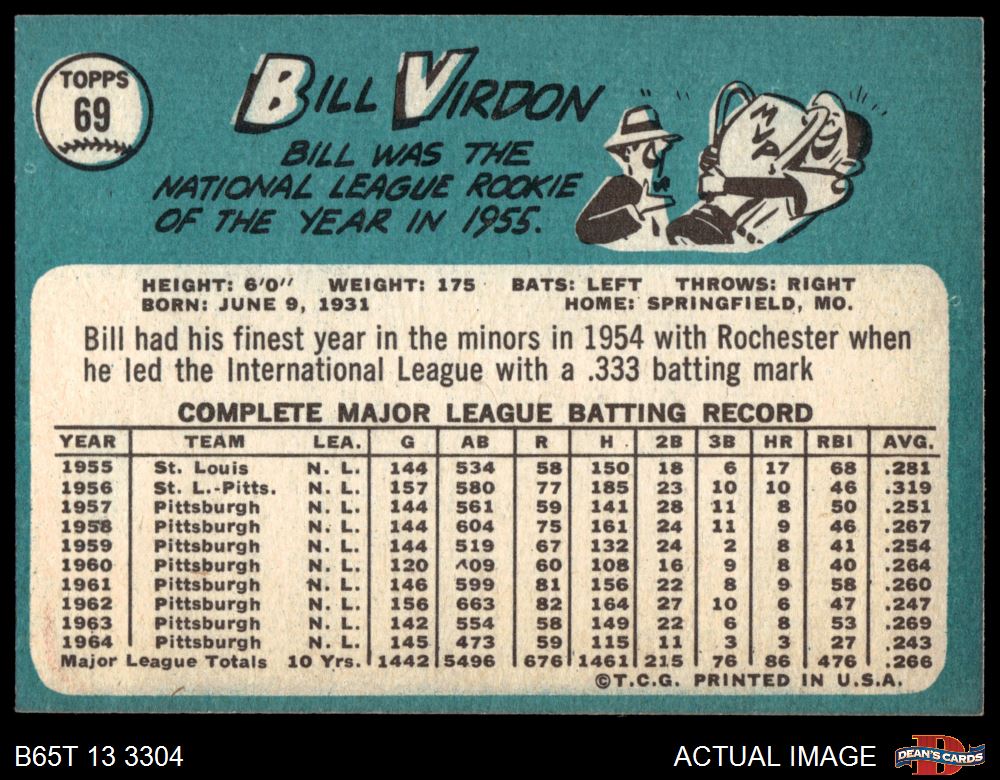 TOPPS
69
BILL VIRDON
BILL WAS THE
NATIONAL LEAGUE ROOKIE
OF THE YEAR IN 1955.
MVP
HEIGHT: 6'0" WEIGHT: 175 BATS: LEFT THROWS: RIGHT
BORN: JUNE 9, 1931 HOME: SPRINGFIELD, MO.
Bill had his finest year in the minors in 1954 with Rochester when
he led the International League with a .333 batting mark
COMPLETE MAJOR LEAGUE BATTING RECORD
YEAR TEAM LEA. G AB R H 2B 3B HR RBI AVG.
1955 St. Louis N. L. 144 534 58 150 18 6 17 68 .281
1956 St. L.-Pitts. N. L. 157 580 77 185 23 10 10 46 .319
1957 Pittsburgh N. L. 144 561 59 141 28 11 8 50 .251
1958 Pittsburgh N. L. 144 604 75 161 24 11 9 46 .267
1959 Pittsburgh N. L. 144 519 67 132 24 2 8 41 .254
1960 Pittsburgh N. L. 120 409 60 108 16 9 8 40 .264
1961 Pittsburgh N. L. 146 599 81 156 22 8 9 58 .260
1962 Pittsburgh N. L. 156 663 82 164 27 10 6 47 .247
1963 Pittsburgh N. L. 142 554 58 149 22 6 8 53 .269
1964 Pittsburgh N. L. 145 473 59 115 11 3 3 27 .243
Major League Totals 10 Yrs. 1442 5496 676 1461 215 76 86 476 .266
©T.C.G. PRINTED IN U.S.A.
B65T 13 3304 ACTUAL IMAGE
D
DEAN'S CARDS